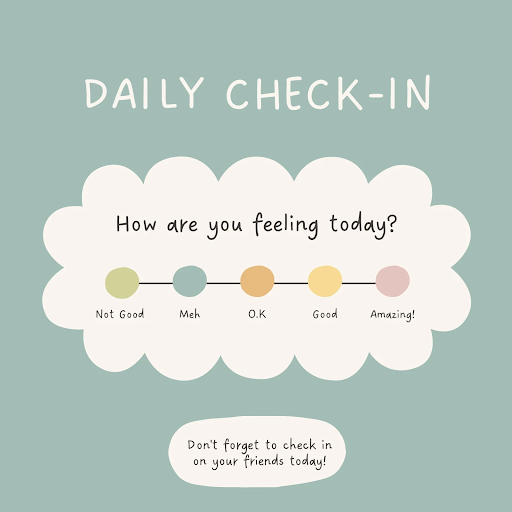 DAILY CHECK-IN
How are you feeling today?
Not Good Meh O.K Good Amazing!
Don't forget to check in
on your friends today!